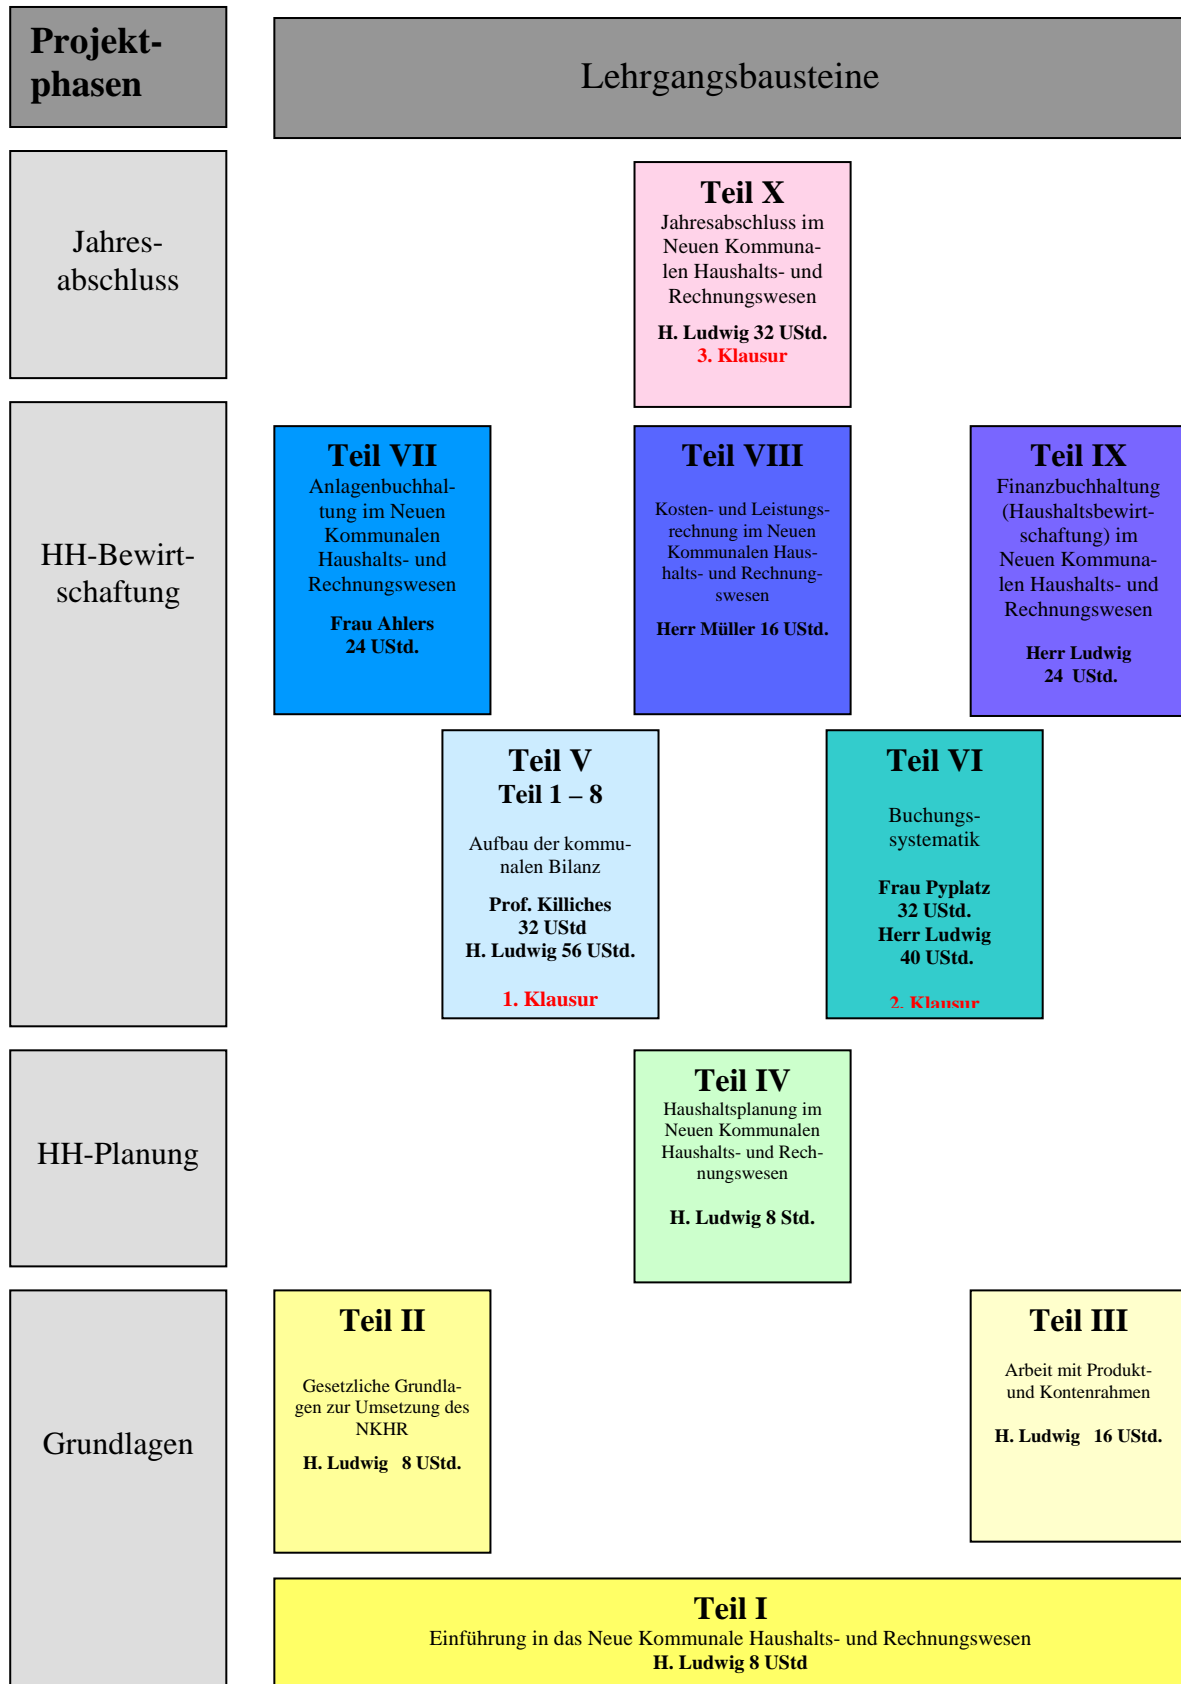 Projekt-
phasen
Lehrgangsbausteine
Jahres-
abschluss
Teil X
Jahresabschluss im
Neuen Kommuna-
len Haushalts- und
Rechnungswesen
H. Ludwig 32 UStd.
3. Klausur
HH-Bewirt-
schaftung
Teil VII
Anlagenbuchhal-
tung im Neuen
Kommunalen
Haushalts- und
Rechnungswesen
Frau Ahlers
24 UStd.
Teil VIII
Kosten- und Leistungs-
rechnung im Neuen
Kommunalen Haus-
halts- und Rechnung-
swesen
Herr Müller 16 UStd.
Teil IX
Finanzbuchhaltung
(Haushaltsbewirt-
schaftung) im
Neuen Kommuna-
len Haushalts- und
Rechnungswesen
Herr Ludwig
24 UStd.
Teil V
Teil 1 – 8
Aufbau der kommu-
nalen Bilanz
Prof. Killiches
32 UStd
H. Ludwig 56 UStd.
1. Klausur
Teil VI
Buchungs-
systematik
Frau Pyplatz
32 UStd.
Herr Ludwig
40 UStd.
2. Klausur
HH-Planung
Teil IV
Haushaltsplanung im
Neuen Kommunalen
Haushalts- und Rech-
nungswesen
H. Ludwig 8 Std.
Grundlagen
Teil II
Gesetzliche Grundla-
gen zur Umsetzung des
NKHR
H. Ludwig 8 UStd.
Teil III
Arbeit mit Produkt-
und Kontenrahmen
H. Ludwig 16 UStd.
Teil I
Einführung in das Neue Kommunale Haushalts- und Rechnungswesen
H. Ludwig 8 UStd